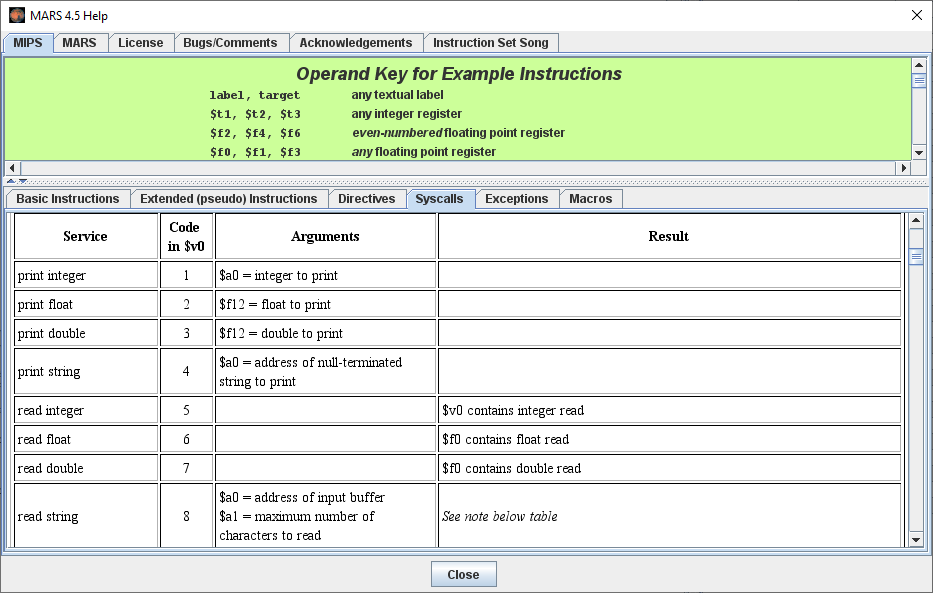 MARS 4.5 Help
MIPS MARS License Bugs/Comments Acknowledgements Instruction Set Song
Operand Key for Example Instructions
label, target any textual label
$t1, $t2, $t3 any integer register
$f2, $f4, $f6 even-numbered floating point register
$f0, $f1, $f3 any floating point register
Basic Instructions Extended (pseudo) Instructions Directives Syscalls Exceptions Macros
Service Code in $v0 Arguments Result
print integer 1 $a0 = integer to print
print float 2 $f12 = float to print
print double 3 $f12 = double to print
print string 4 $a0 = address of null-terminated
string to print
read integer 5 $v0 contains integer read
read float 6 $f0 contains float read
read double 7 $f0 contains double read
read string 8 $a0 = address of input buffer
$a1 = maximum number of
characters to read
See note below table
Close